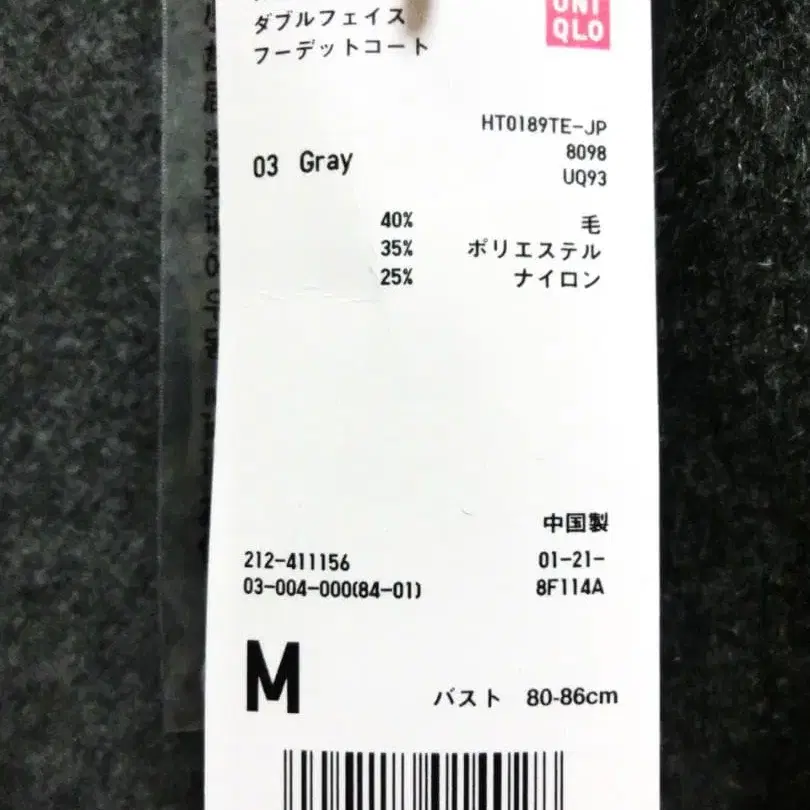 ダブルフェイス
フーデットコート
UNI
QLO
HT0189TE-JP
8098
UQ93
03 Gray
40% 毛
35% ポリエステル
25% ナイロン
中国製
212-411156 01-21-
03-004-000(84-01) 8F114A
M バスト 80-86cm